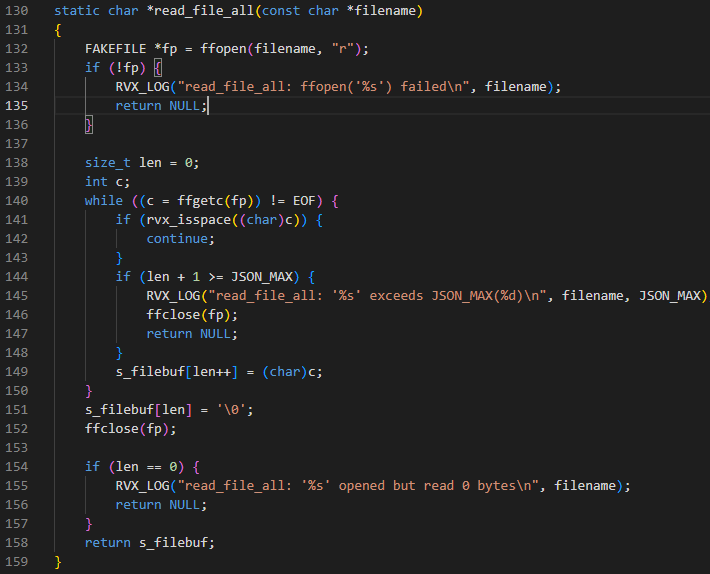 130 static char *read_file_all(const char *filename)
131 {
132     FAKEFILE *fp = ffopen(filename, "r");
133     if (!fp) {
134         RVX_LOG("read_file_all: ffopen('%s') failed\n", filename);
135         return NULL;
136     }
137
138     size_t len = 0;
139     int c;
140     while ((c = ffgetc(fp)) != EOF) {
141         if (rvx_isspace((char)c)) {
142             continue;
143         }
144         if (len + 1 >= JSON_MAX) {
145             RVX_LOG("read_file_all: '%s' exceeds JSON_MAX(%d)\n", filename, JSON_MAX)
146             ffclose(fp);
147             return NULL;
148         }
149         s_filebuf[len++] = (char)c;
150     }
151     s_filebuf[len] = '\0';
152     ffclose(fp);
153
154     if (len == 0) {
155         RVX_LOG("read_file_all: '%s' opened but read 0 bytes\n", filename);
156         return NULL;
157     }
158     return s_filebuf;
159 }